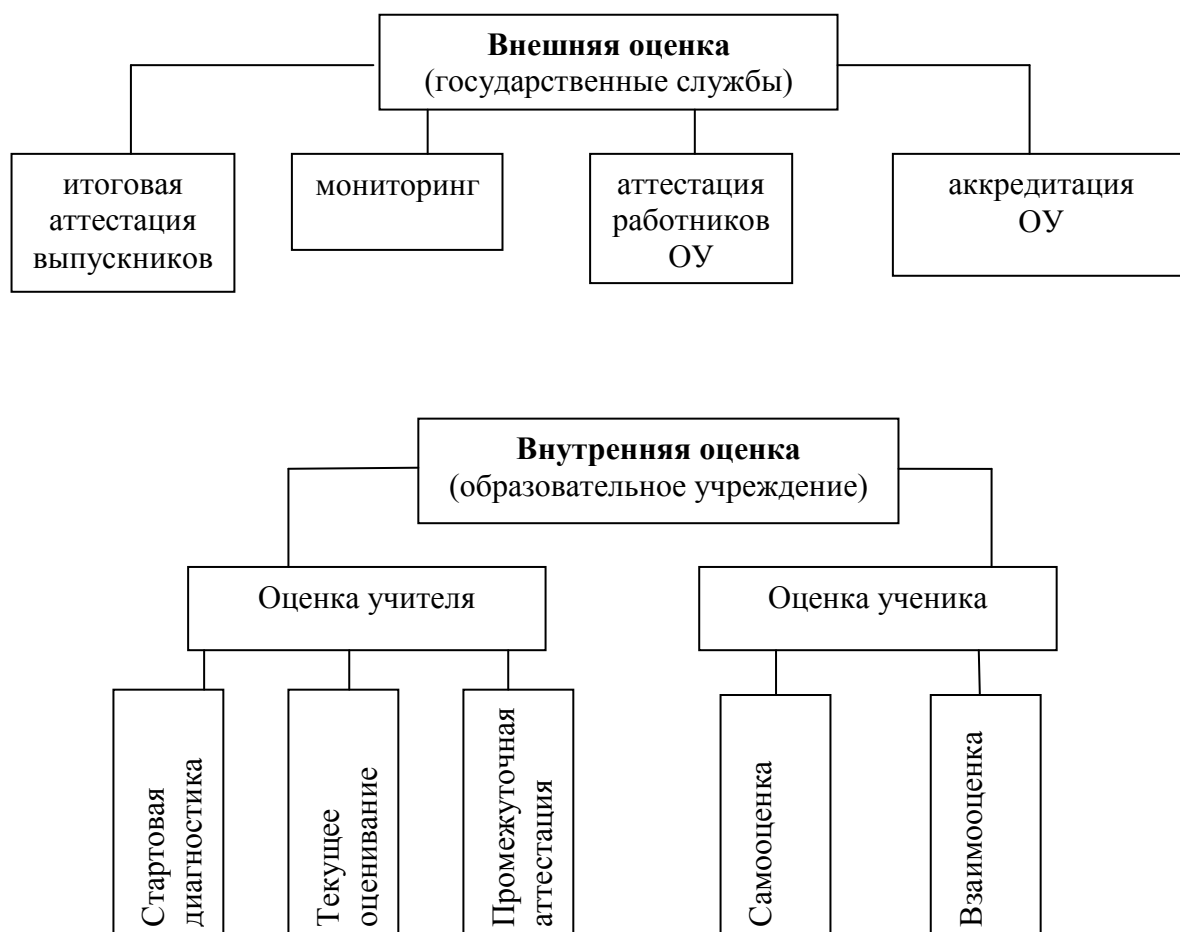 Внешняя оценка
(государственные службы)
итоговая
аттестация
выпускников
мониторинг
аттестация
работников
ОУ
аккредитация
ОУ
Внутренняя оценка
(образовательное учреждение)
Оценка учителя
Оценка ученика
Стартовая
диагностика
Текущее
оценивание
Промежуточная
аттестация
Самооценка
Взаимооценка